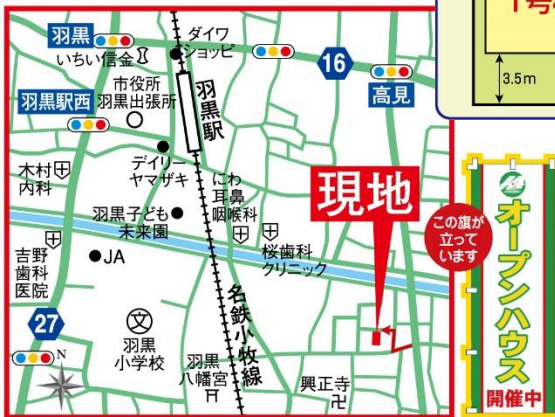 羽黒
いちい信金
ダイワ
ショッピ
16
高見
市役所
羽黒出張所
羽黒駅西
羽黒駅
デイリー
ヤマザキ
木村
内科
にわ
耳鼻
咽喉科
現地
羽黒子ども
未来園
桜歯科
クリニック
吉野
歯科
医院
JA
27
文
羽黒
小学校
名鉄小牧線
羽黒
八幡宮
興正寺
N
1号
3.5m
この旗が
立って
います
オープンハウス
開催中